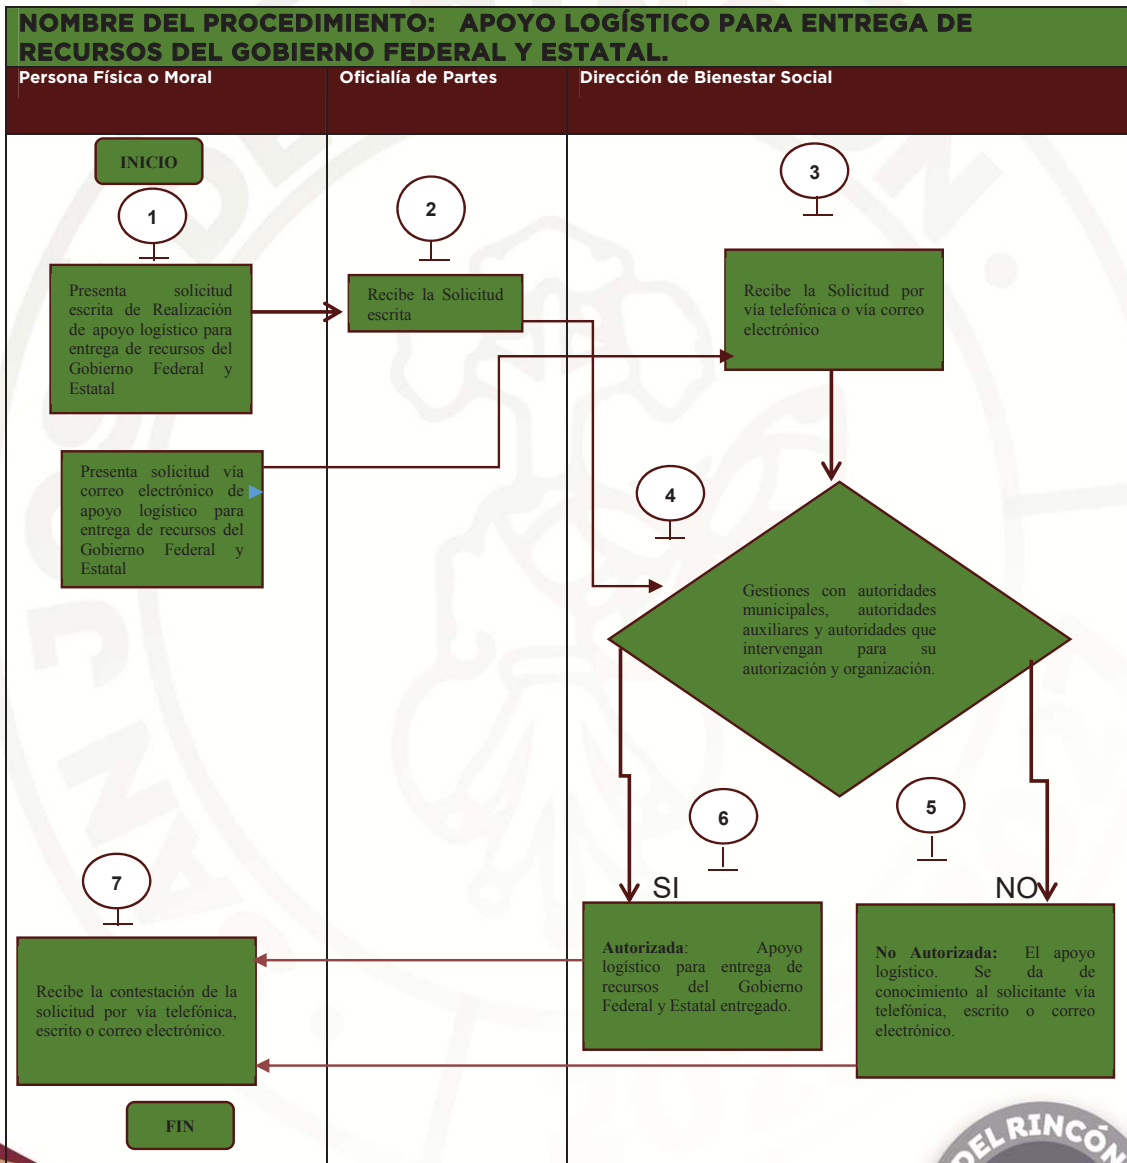 NOMBRE DEL PROCEDIMIENTO: APOYO LOGÍSTICO PARA ENTREGA DE
RECURSOS DEL GOBIERNO FEDERAL Y ESTATAL.
Persona Física o Moral
Oficialía de Partes
Dirección de Bienestar Social
INICIO
1
2
3
Presenta solicitud
escrita de Realización
de apoyo logístico para
entrega de recursos del
Gobierno Federal y
Estatal
Recibe la Solicitud
escrita
Recibe la Solicitud por
vía telefónica o vía correo
electrónico
Presenta solicitud vía
correo electrónico de
apoyo logístico para
entrega de recursos del
Gobierno Federal y
Estatal
4
Gestiones con autoridades
municipales, autoridades
auxiliares y autoridades que
intervengan para su
autorización y organización.
6
5
SI
NO
7
Autorizada: Apoyo
logístico para entrega de
recursos del Gobierno
Federal y Estatal entregado.
No Autorizada: El apoyo
logístico. Se da de
conocimiento al solicitante vía
telefónica, escrito o correo
electrónico.
Recibe la contestación de la
solicitud por vía telefónica,
escrito o correo electrónico.
FIN
DEL RINCÓN